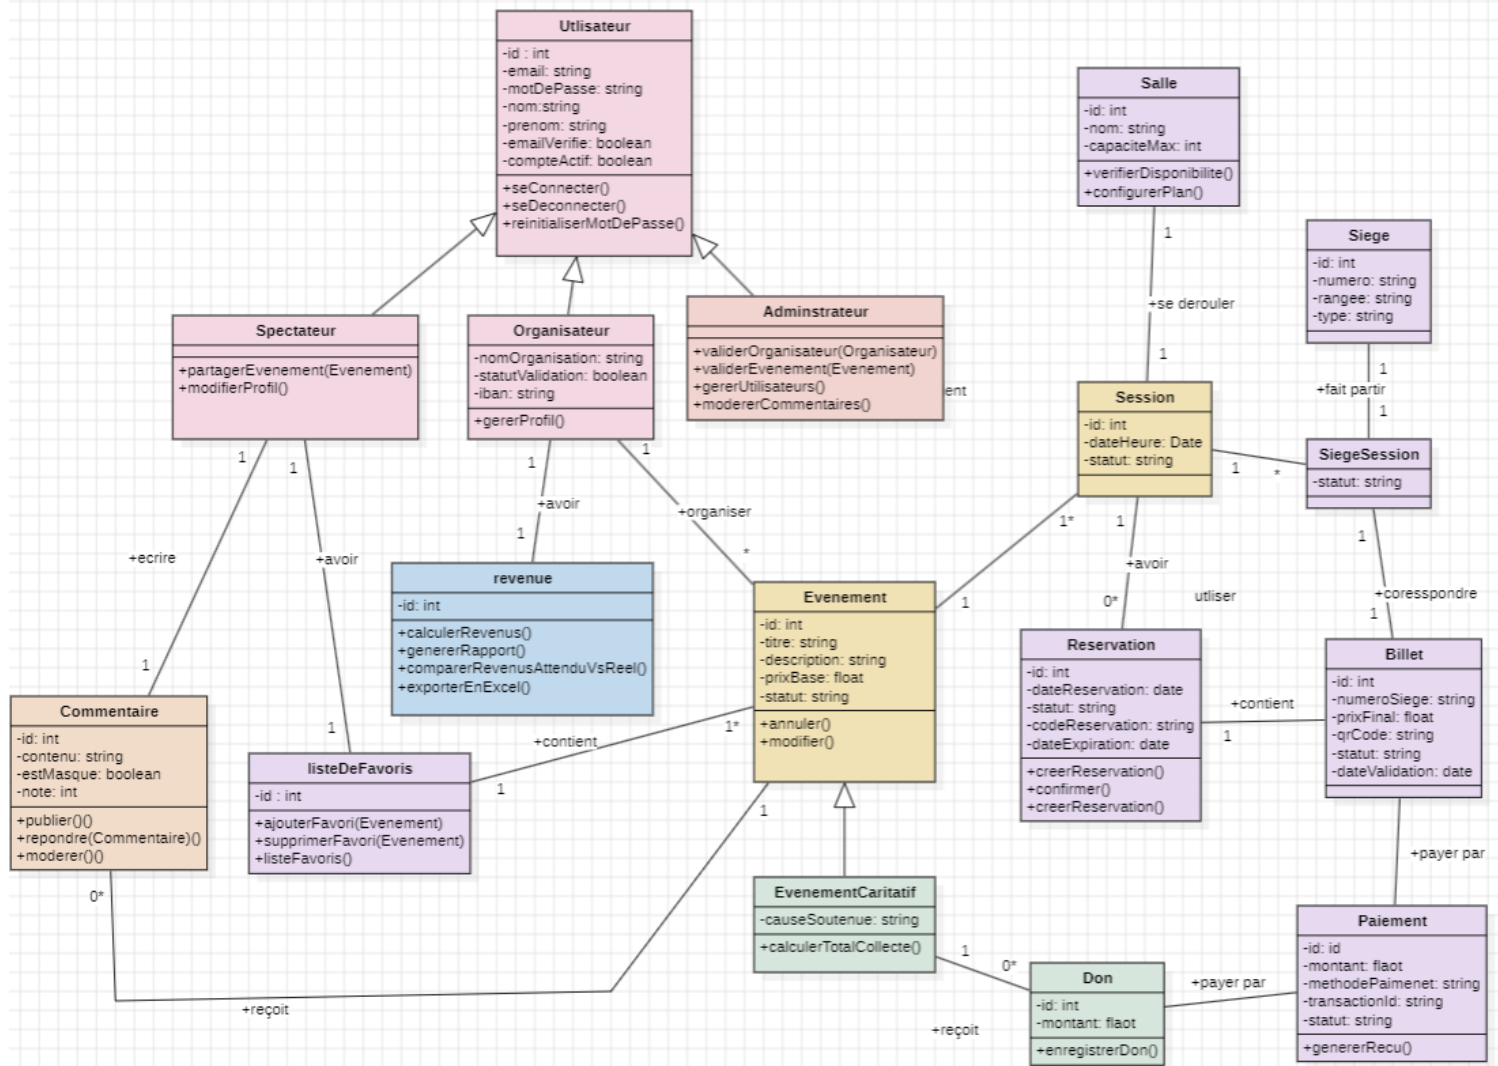 Utlisateur
-id : int
-email: string
-motDePasse: string
-nom:string
-prenom: string
-emailVerifie: boolean
-compteActif: boolean
+seConnecter()
+seDeconnecter()
+reinitialiserMotDePasse()
Salle
-id: int
-nom: string
-capaciteMax: int
+verifierDisponibilite()
+configurerPlan()
1
+se derouler
1
Siege
-id: int
-numero: string
-rangee: string
-type: string
1
+fait partir
1
Spectateur
+partagerEvenement(Evenement)
+modifierProfil()
1
1
Organisateur
-nomOrganisation: string
-statutValidation: boolean
-iban: string
+gererProfil()
1
1
Adminstrateur
+validerOrganisateur(Organisateur)
+validerEvenement(Evenement)
+gererUtilisateurs()
+modererCommentaires()
ent
Session
-id: int
-dateHeure: Date
-statut: string
1
*
SiegeSession
-statut: string
1*
1
1
+ecrire
+avoir
+avoir
1
+organiser
*
+avoir
0*
utliser
+coresspondre
1
revenue
-id: int
+calculerRevenus()
+genererRapport()
+comparerRevenusAttenduVsReel()
+exporterEnExcel()
Evenement
-id: int
-titre: string
-description: string
-prixBase: float
-statut: string
+annuler()
+modifier()
1
Reservation
-id: int
-dateReservation: date
-statut: string
-codeReservation: string
-dateExpiration: date
+creerReservation()
+confirmer()
+creerReservation()
+contient
1
Billet
-id: int
-numeroSiege: string
-prixFinal: float
-qrCode: string
-statut: string
-dateValidation: date
1
Commentaire
-id: int
-contenu: string
-estMasque: boolean
-note: int
+publier()()
+repondre(Commentaire)()
+moderer()()
0*
1
listeDeFavoris
-id : int
+ajouterFavori(Evenement)
+supprimerFavori(Evenement)
+listeFavoris()
+contient
1*
1
1
+reçoit
EvenementCaritatif
-causeSoutenue: string
+calculerTotalCollecte()
1
0*
+reçoit
Don
-id: int
-montant: flaot
+enregistrerDon()
+payer par
+payer par
Paiement
-id: id
-montant: flaot
-methodePaimenet: string
-transactionId: string
-statut: string
+genererRecu()